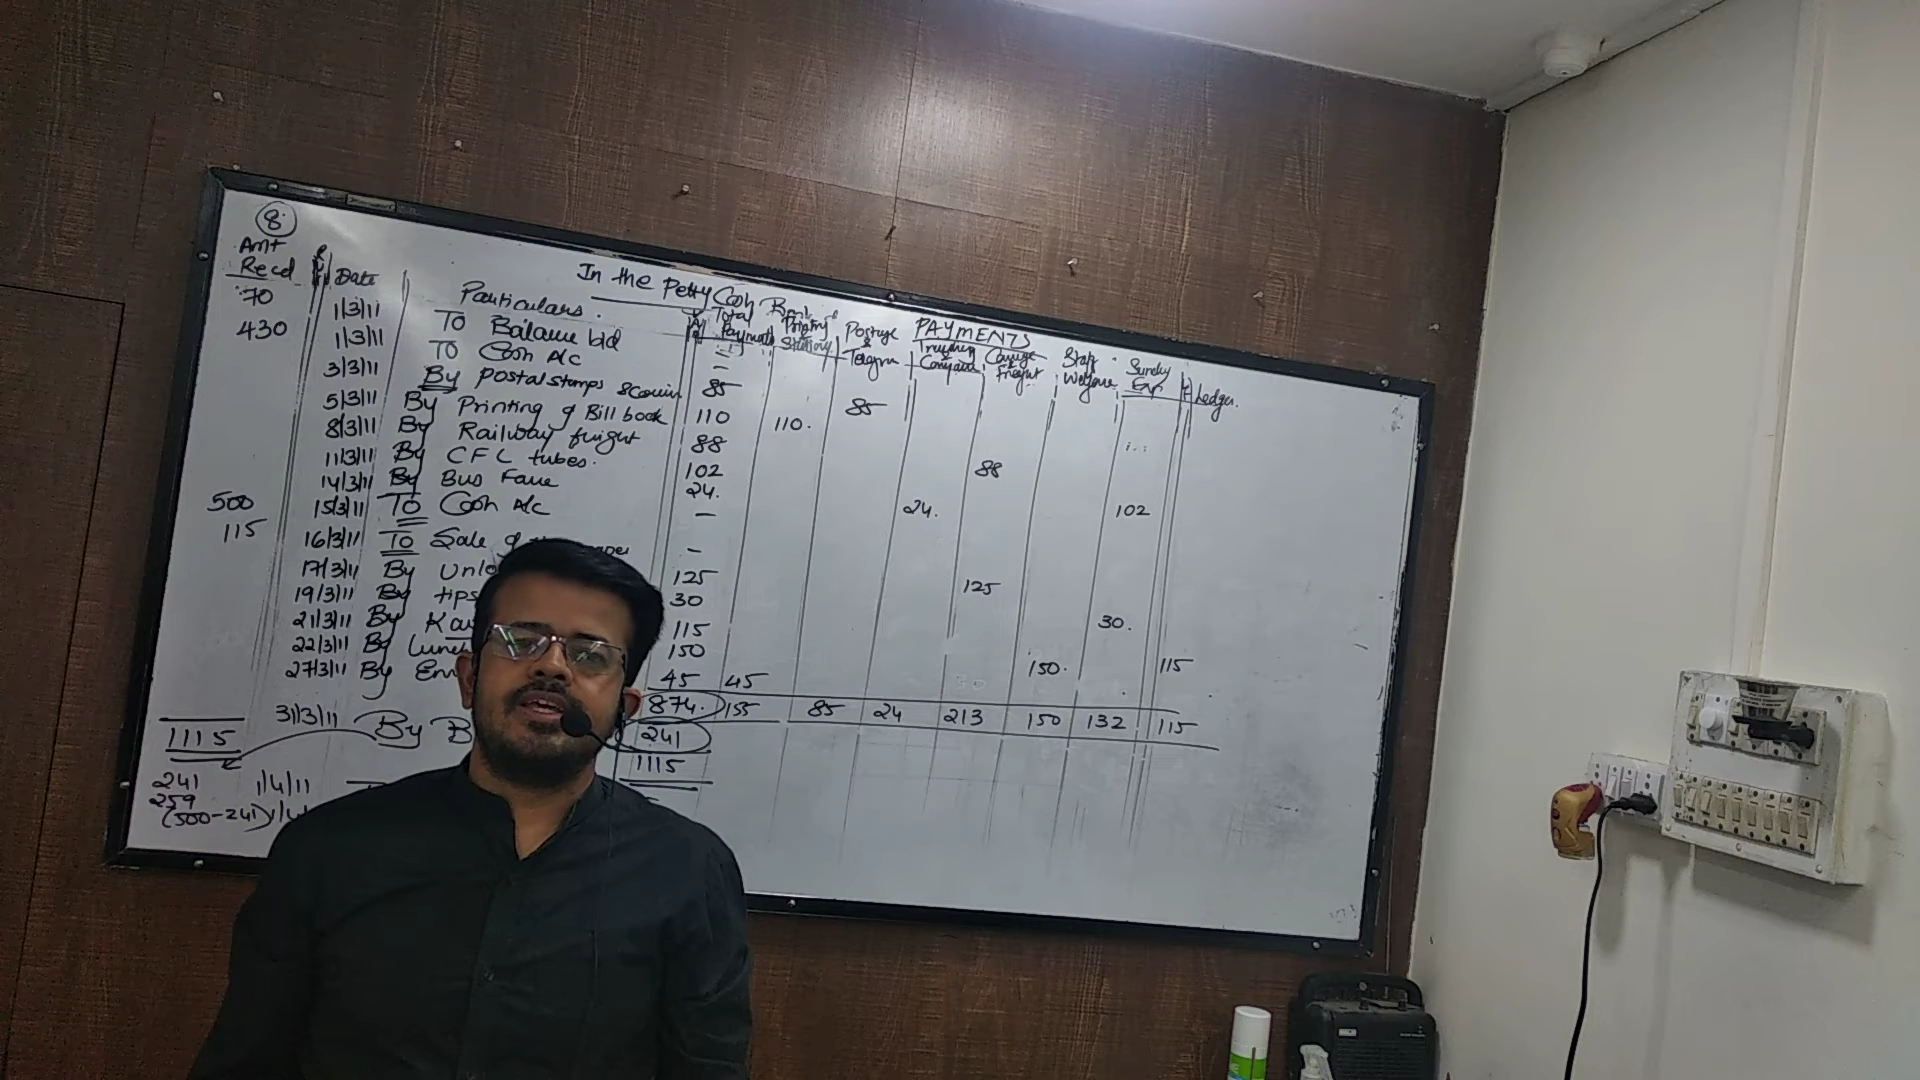 8
In the Petty Cash Book
Amt Recd Date Particulars Total Payments Printing & Stationery Postage & Telegrm PAYMENTS Travelling & Conyance Carriage & Freight Staff Welfare Sundry Exp Ledger.
70 1/3/11 To Balance b/d -
430 1/3/11 To Cash A/c -
3/3/11 By Postal stamps & Courier 85 85
5/3/11 By Printing of Bill book 110 110.
8/3/11 By Railway freight 88 88
11/3/11 By CFL tubes. 102 102
14/3/11 By Bus Fare 24. 24.
500 15/3/11 To Cash A/c -
115 16/3/11 To Sale of -
17/3/11 By 125 125
19/3/11 By tips 30 30.
21/3/11 By 115 115
22/3/11 By Lunch 150 150.
27/3/11 By 45 45
874. 155 85 24 213 150 132 115
31/3/11 By B 241
1115 1115
241 1/4/11
259
(500-241)